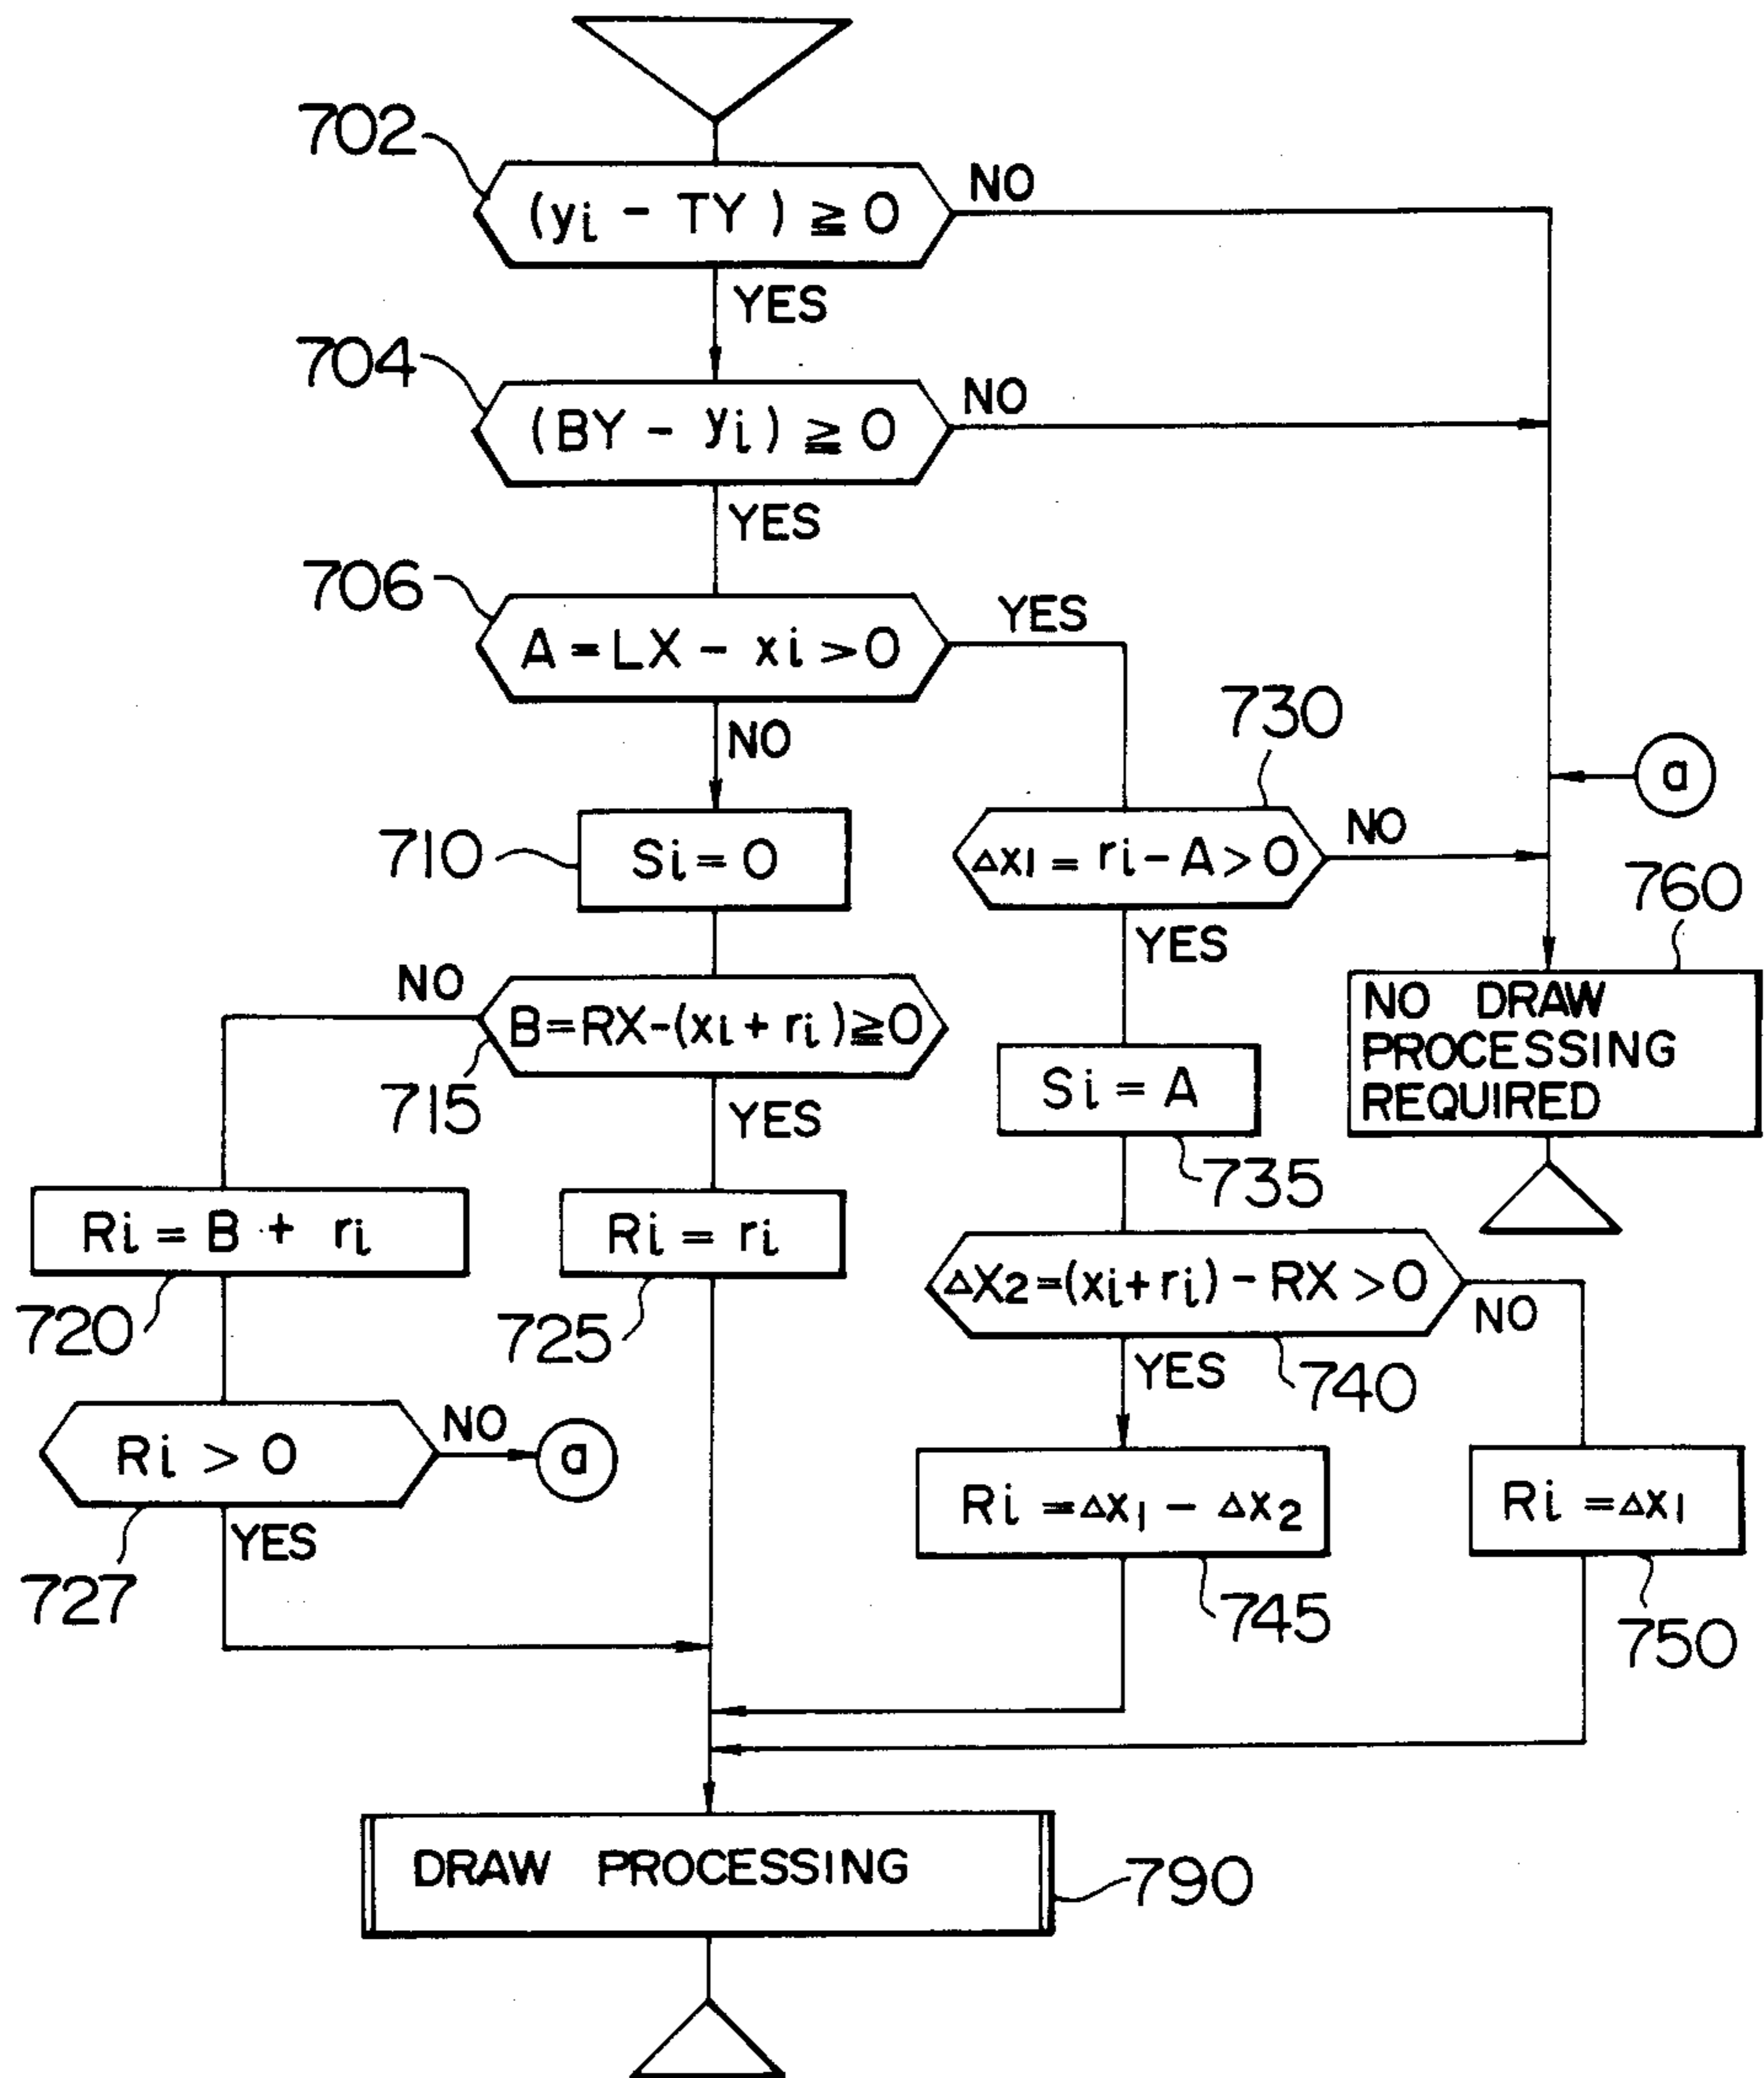 702
(yi - TY) ≧ 0
NO
YES
704
(BY - yi) ≧ 0
NO
YES
706
A = LX - xi > 0
YES
NO
730
a
710
Si = 0
Δx1 = ri - A > 0
NO
YES
760
NO DRAW
PROCESSING
REQUIRED
NO
B=RX-(xi + ri)≧0
715
YES
Si = A
735
Ri = B + ri
720
Ri = ri
725
ΔX2=(xi+ri) - RX > 0
NO
YES
740
Ri > 0
NO
a
YES
727
Ri = Δx1 - Δx2
745
Ri = Δx1
750
DRAW PROCESSING
790